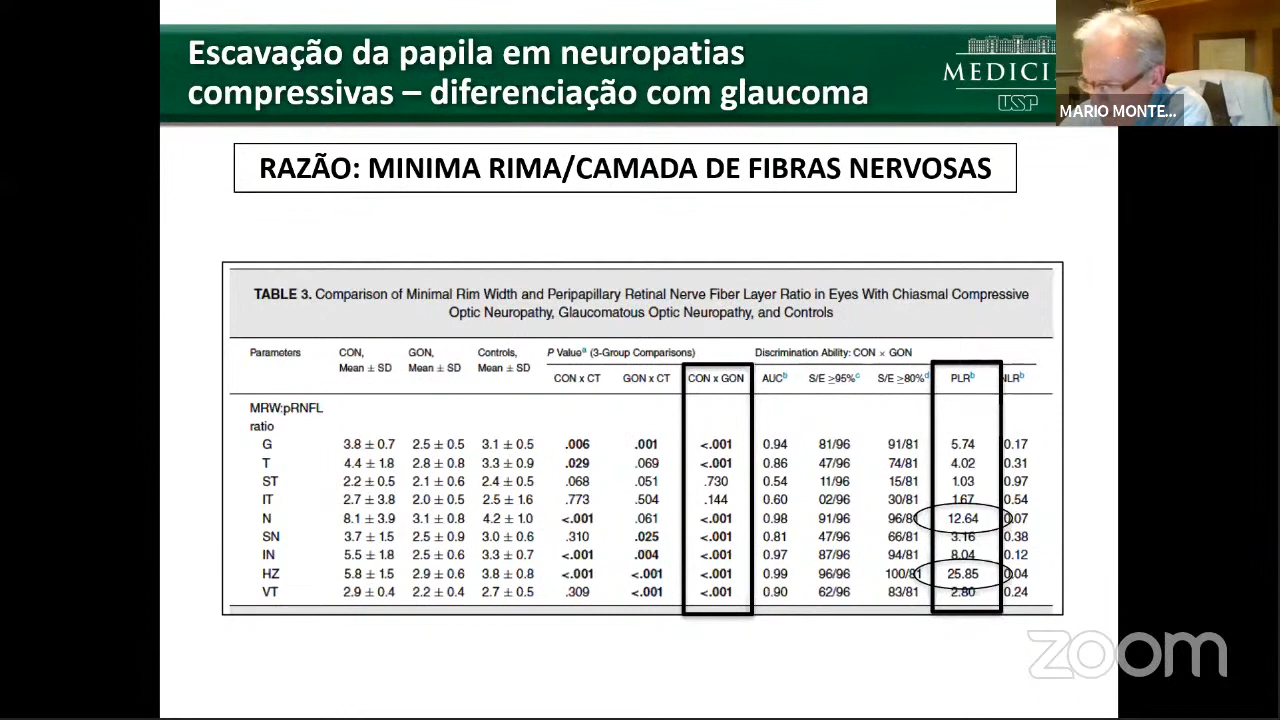 Escavação da papila em neuropatias
compressivas – diferenciação com glaucoma
MEDICI
USP
MARIO MONTE...
RAZÃO: MINIMA RIMA/CAMADA DE FIBRAS NERVOSAS
TABLE 3. Comparison of Minimal Rim Width and Peripapillary Retinal Nerve Fiber Layer Ratio in Eyes With Chiasmal Compressive
Optic Neuropathy, Glaucomatous Optic Neuropathy, and Controls
Parameters CON, GON, Controls, P Valueª (3-Group Comparisons) Discrimination Ability: CON × GON
Mean ± SD Mean ± SD Mean ± SD
CON x CT GON x CT CON x GON AUCᵇ S/E ≥95%ᶜ S/E ≥80%ᵈ PLRᵇ NLRᵇ
MRW:pRNFL
ratio
G 3.8 ± 0.7 2.5 ± 0.5 3.1 ± 0.5 .006 .001 <.001 0.94 81/96 91/81 5.74 0.17
T 4.4 ± 1.8 2.8 ± 0.8 3.3 ± 0.9 .029 .069 <.001 0.86 47/96 74/81 4.02 0.31
ST 2.2 ± 0.5 2.1 ± 0.6 2.4 ± 0.5 .068 .051 .730 0.54 11/96 15/81 1.03 0.97
IT 2.7 ± 3.8 2.0 ± 0.5 2.5 ± 1.6 .773 .504 .144 0.60 02/96 30/81 1.67 0.54
N 8.1 ± 3.9 3.1 ± 0.8 4.2 ± 1.0 <.001 .061 <.001 0.98 91/96 96/81 12.64 0.07
SN 3.7 ± 1.5 2.5 ± 0.9 3.0 ± 0.6 .310 .025 <.001 0.81 47/96 66/81 3.16 0.38
IN 5.5 ± 1.8 2.5 ± 0.6 3.3 ± 0.7 <.001 .004 <.001 0.97 87/96 94/81 8.04 0.12
HZ 5.8 ± 1.5 2.9 ± 0.6 3.8 ± 0.8 <.001 <.001 <.001 0.99 96/96 100/81 25.85 0.04
VT 2.9 ± 0.4 2.2 ± 0.4 2.7 ± 0.5 .309 <.001 <.001 0.90 62/96 83/81 2.80 0.24
zoom